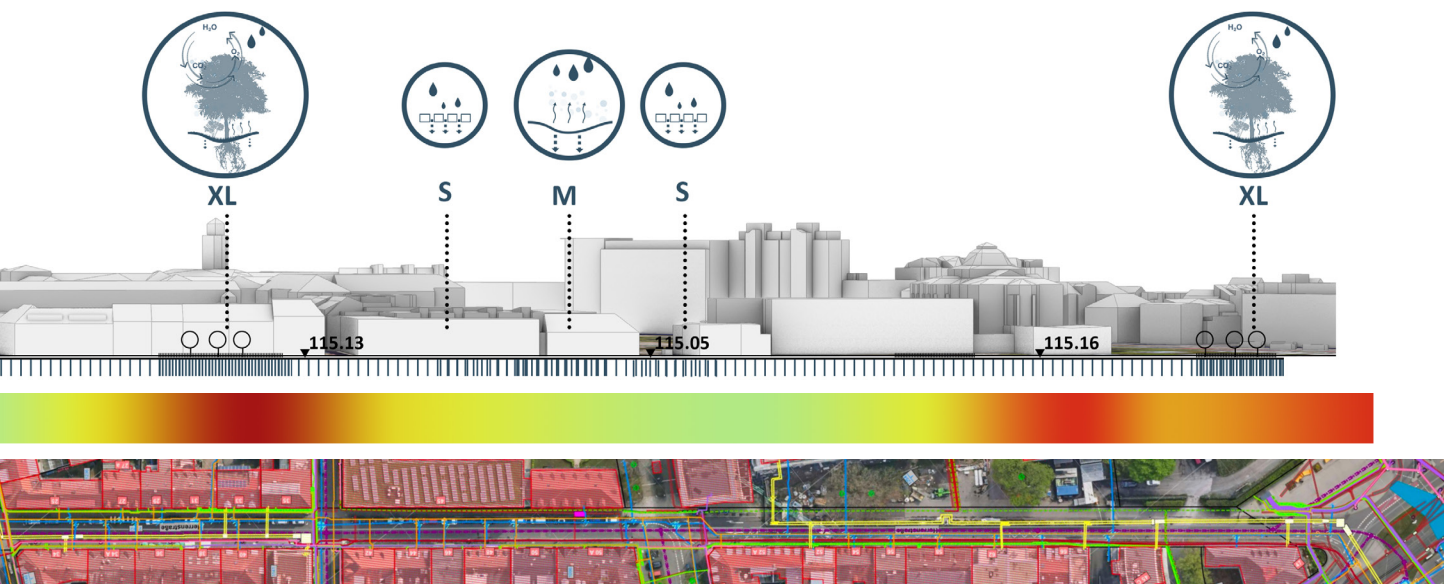 H₂O
O₂
CO₂
H₂O
O₂
CO₂
XL
S
M
S
XL
115.13
115.05
115.16